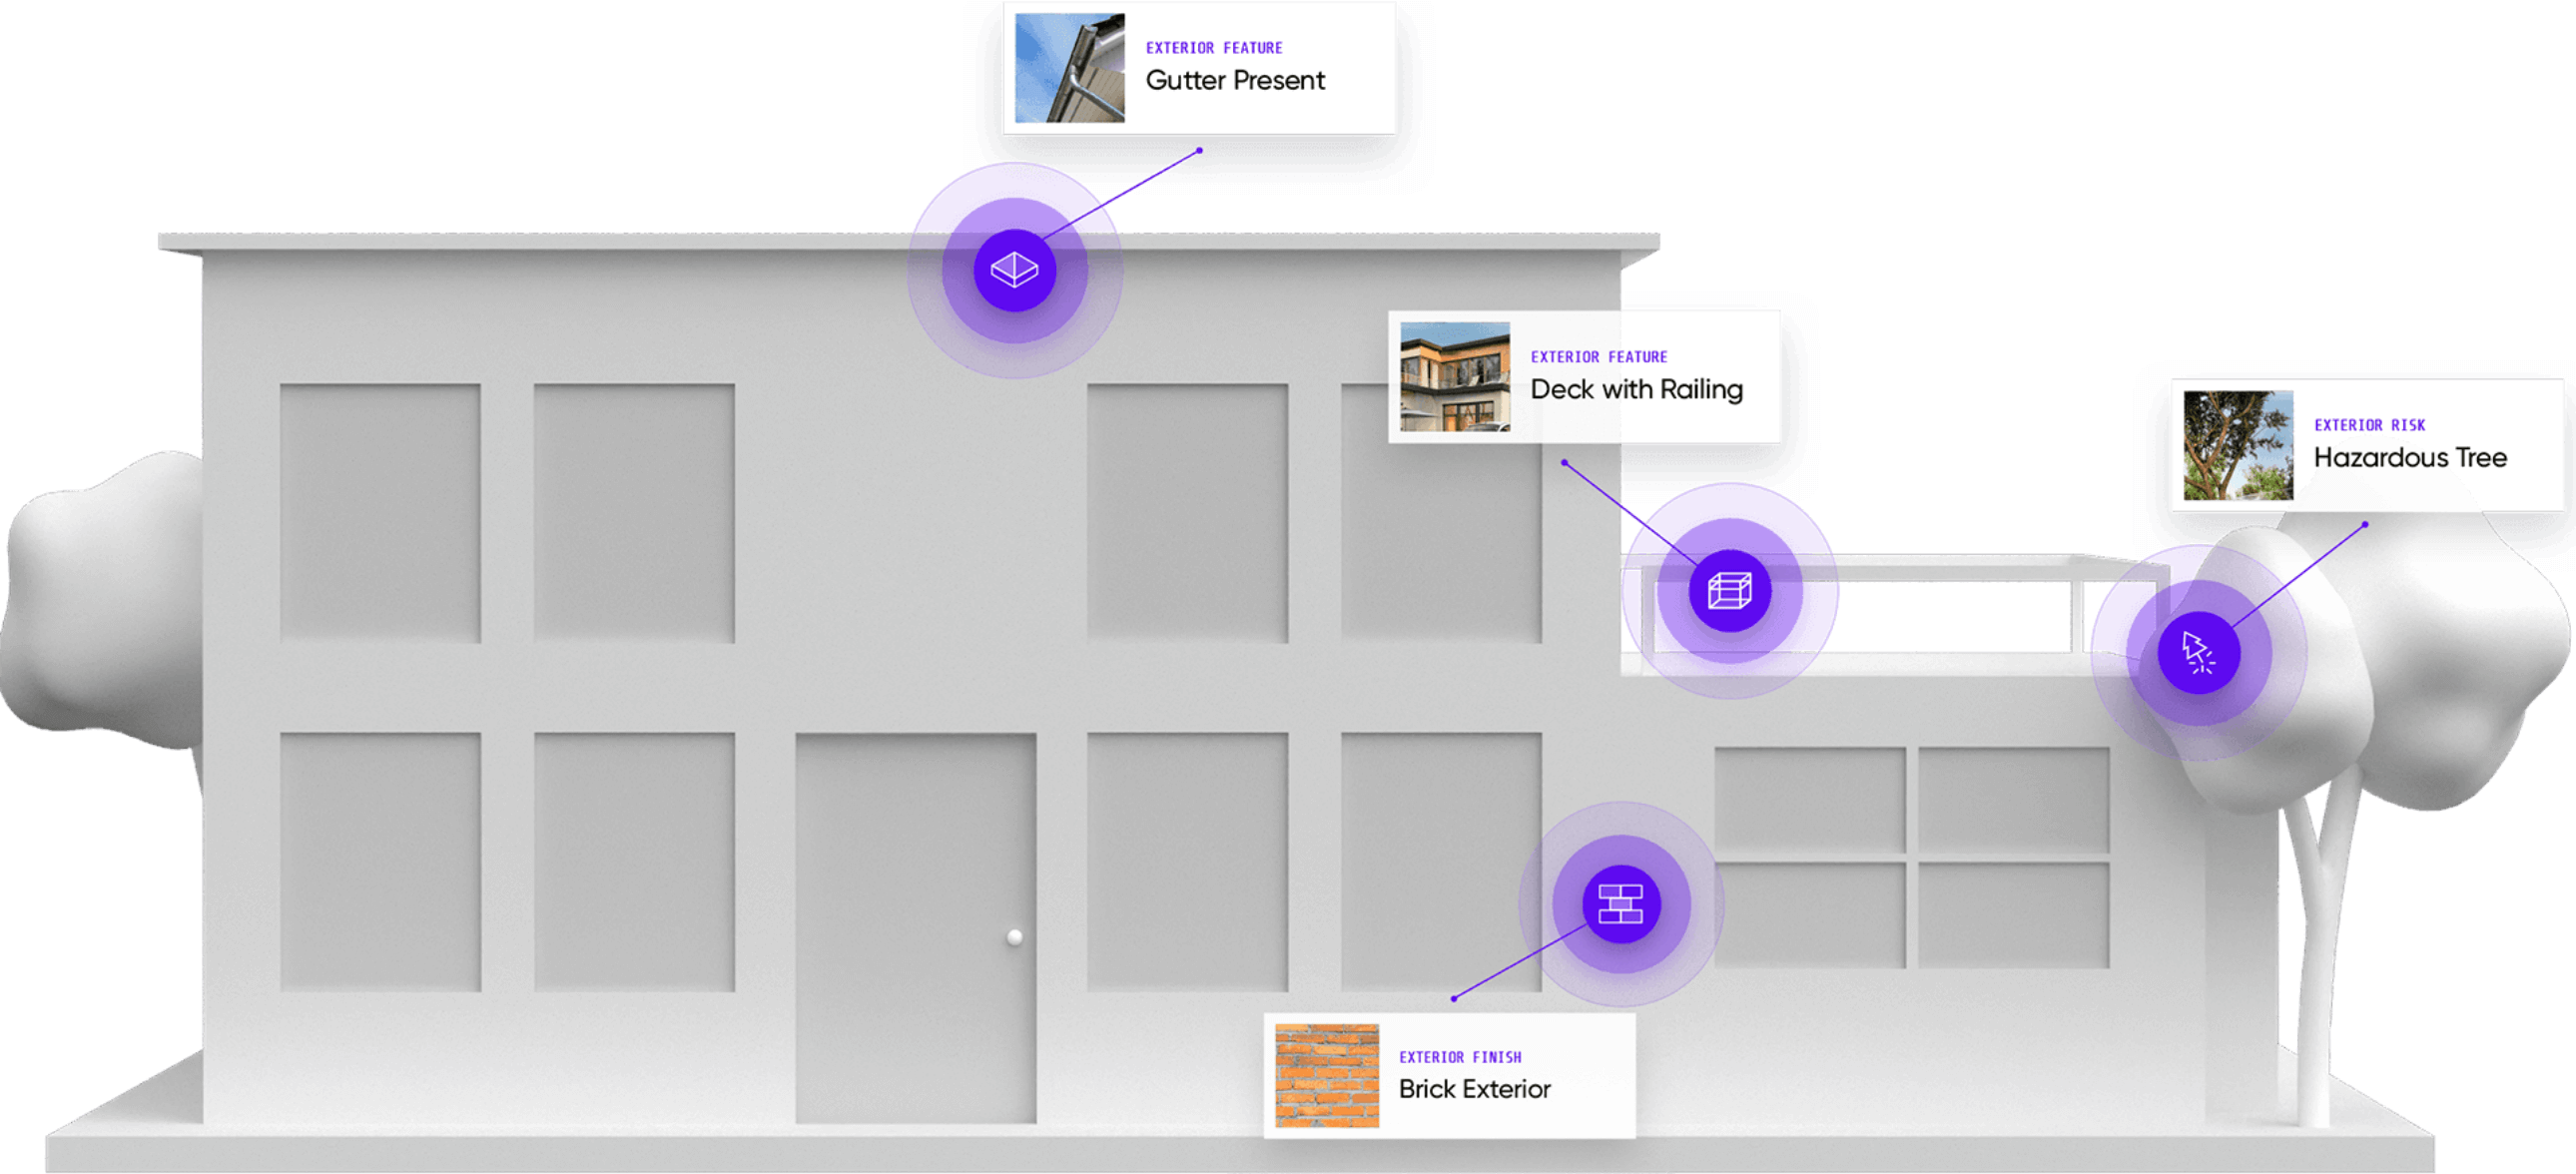 EXTERIOR FEATURE
Gutter Present
EXTERIOR FEATURE
Deck with Railing
EXTERIOR RISK
Hazardous Tree
EXTERIOR FINISH
Brick Exterior